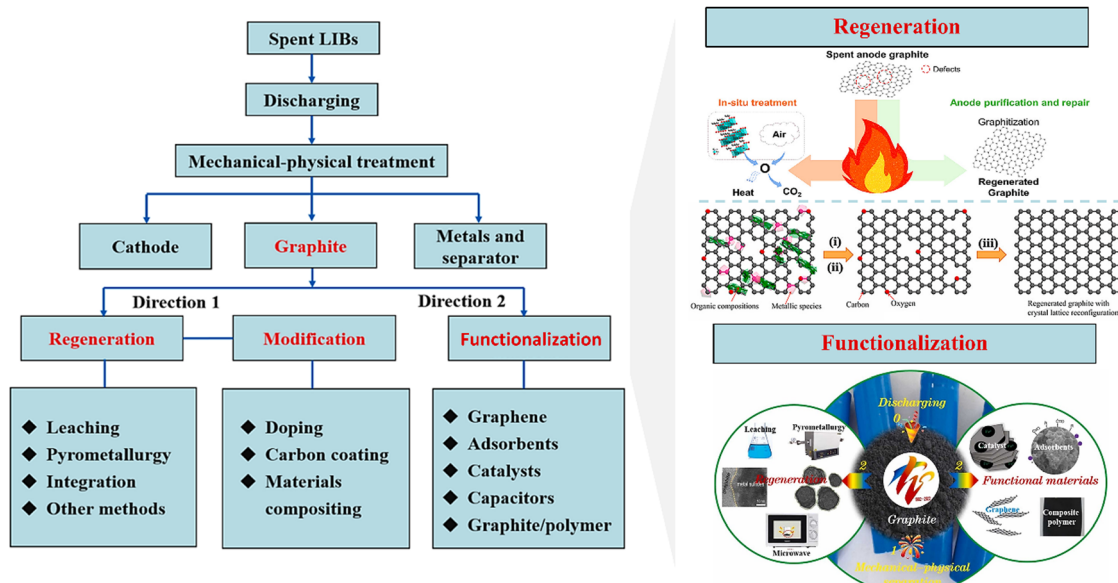 Spent LIBs
Discharging
Mechanical-physical treatment
Cathode
Graphite
Metals and
separator
Direction 1
Direction 2
Regeneration
Modification
Functionalization
◆ Leaching
◆ Pyrometallurgy
◆ Integration
◆ Other methods
◆ Doping
◆ Carbon coating
◆ Materials
compositing
◆ Graphene
◆ Adsorbents
◆ Catalysts
◆ Capacitors
◆ Graphite/polymer
Regeneration
Spent anode graphite
Defects
In-situ treatment
Anode purification and repair
Air
O
Heat
CO2
Graphitization
Regenerated
Graphite
(i)
(ii)
(iii)
Organic compositions
Metallic species
Carbon
Oxygen
Regenerated graphite with
crystal lattice reconfiguration
Functionalization
Discharging
0
Leaching
Pyrometallurgy
Regeneration
Microwave
2
2
Graphite
1
Mechanical-physical
Catalyst
Adsorbents
Functional materials
Graphene
Composite
polymer